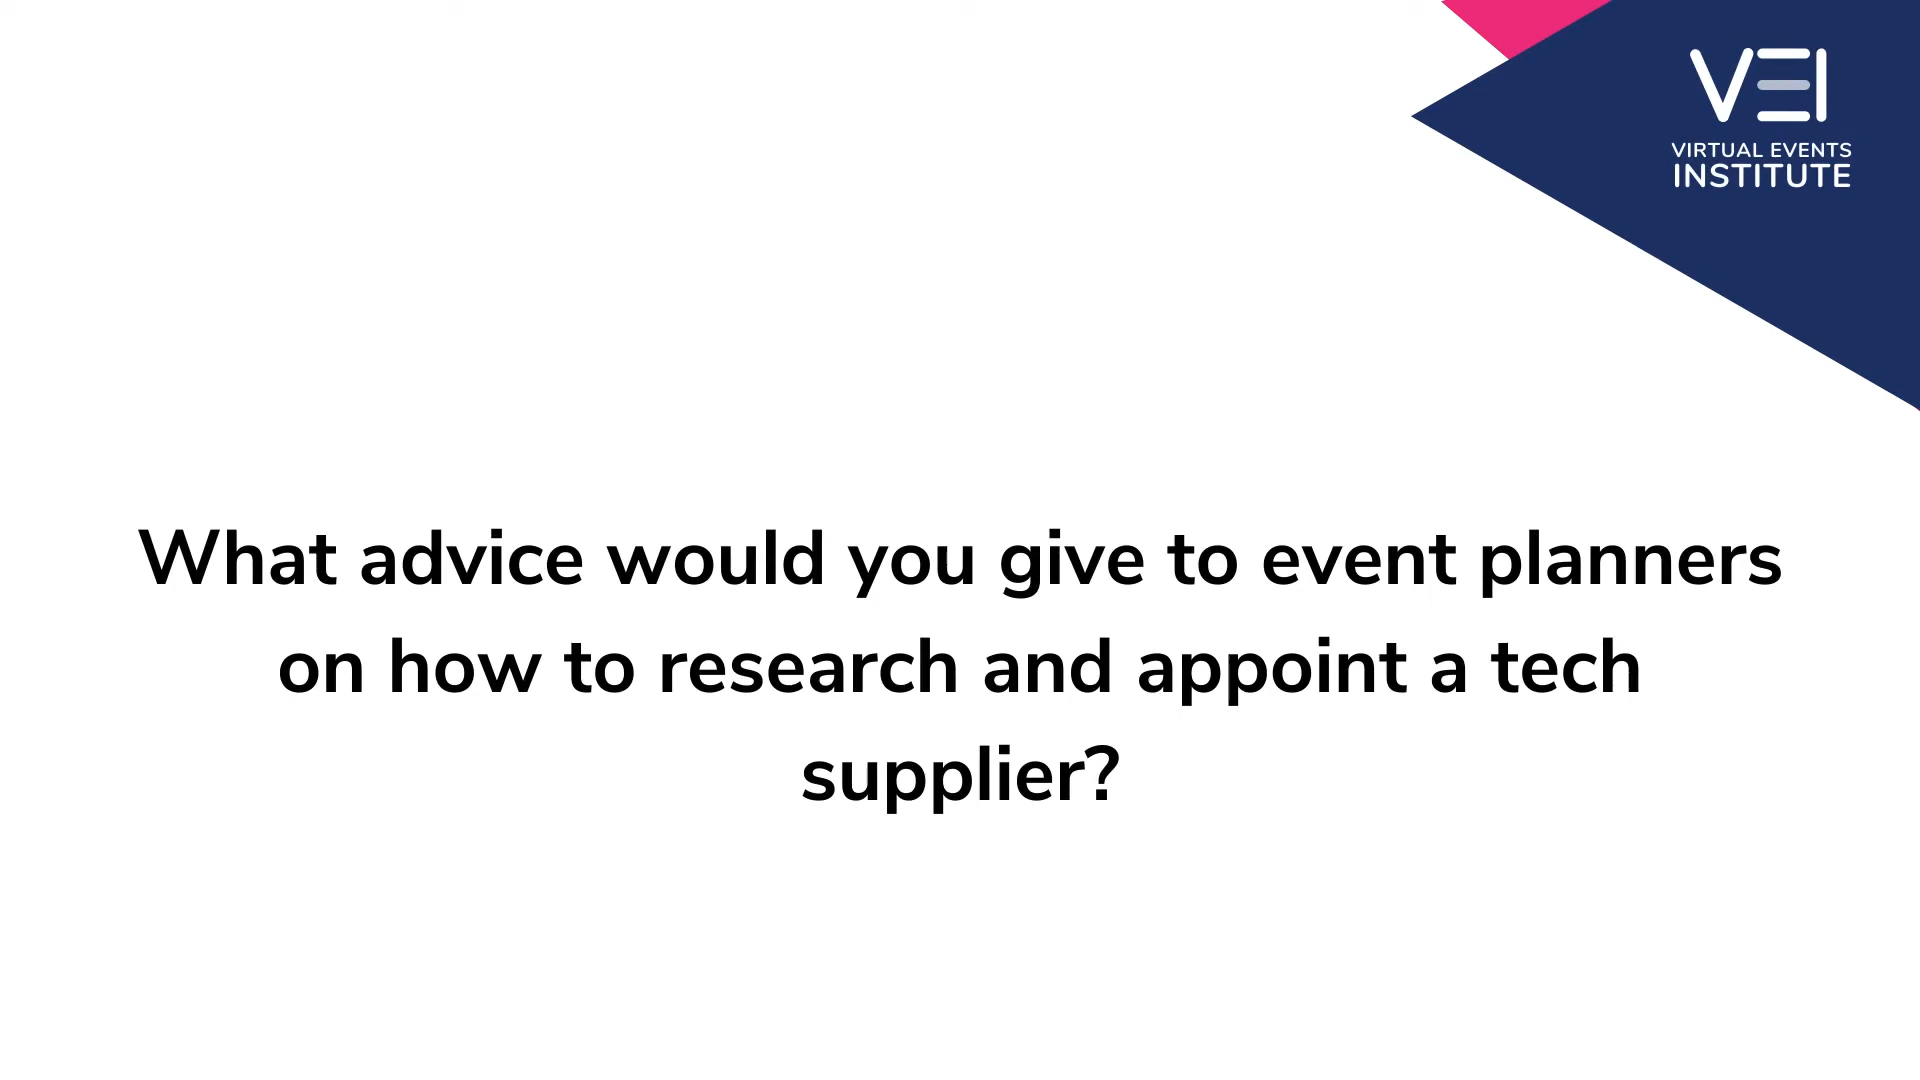 VEI
VIRTUAL EVENTS
INSTITUTE
What advice would you give to event planners
on how to research and appoint a tech
supplier?